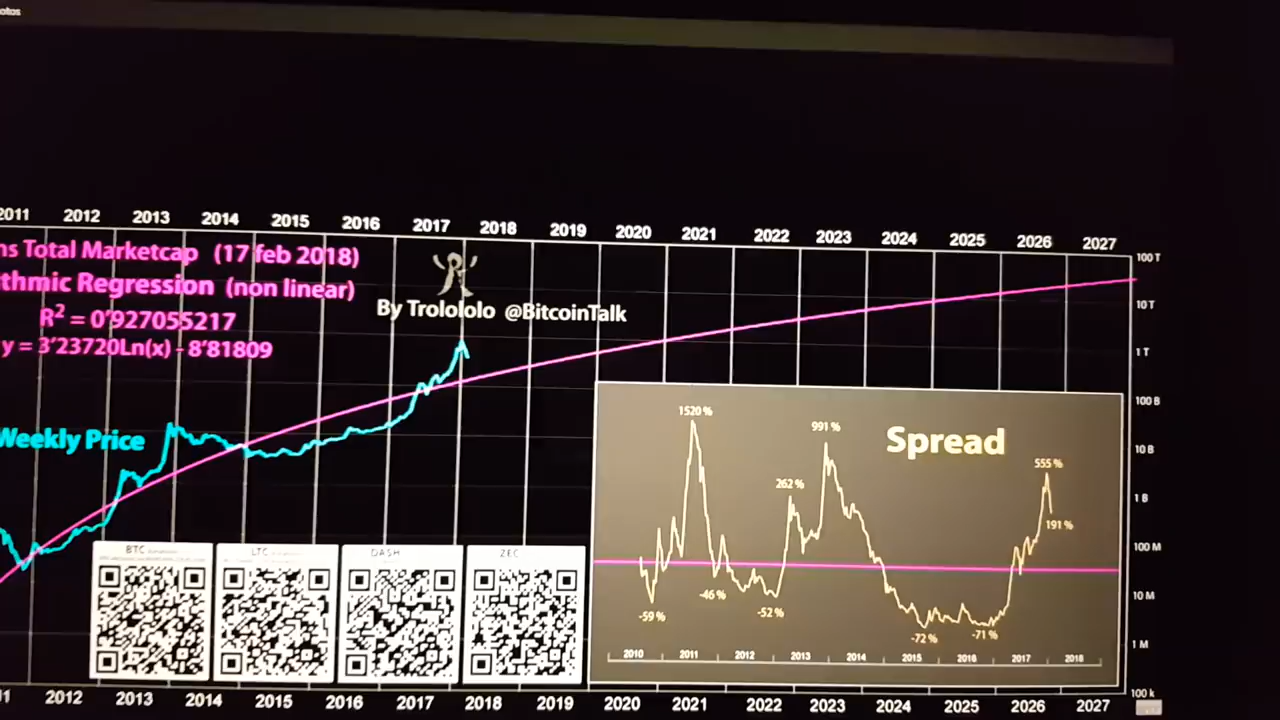 otos
2011 2012 2013 2014 2015 2016 2017 2018 2019 2020 2021 2022 2023 2024 2025 2026 2027
ns Total Marketcap (17 feb 2018)
thmic Regression (non linear)
R² = 0'927055217
y = 3'23720Ln(x) - 8'81809
By Trolololo @BitcoinTalk
Weekly Price
100 T
10 T
1 T
100 B
10 B
1 B
100 M
10 M
1 M
100 k
Spread
1520 %
991 %
262 %
555 %
191 %
-59 %
-46 %
-52 %
-72 %
-71 %
2010 2011 2012 2013 2014 2015 2016 2017 2018
BTC
LTC
DASH
ZEC
11 2012 2013 2014 2015 2016 2017 2018 2019 2020 2021 2022 2023 2024 2025 2026 2027